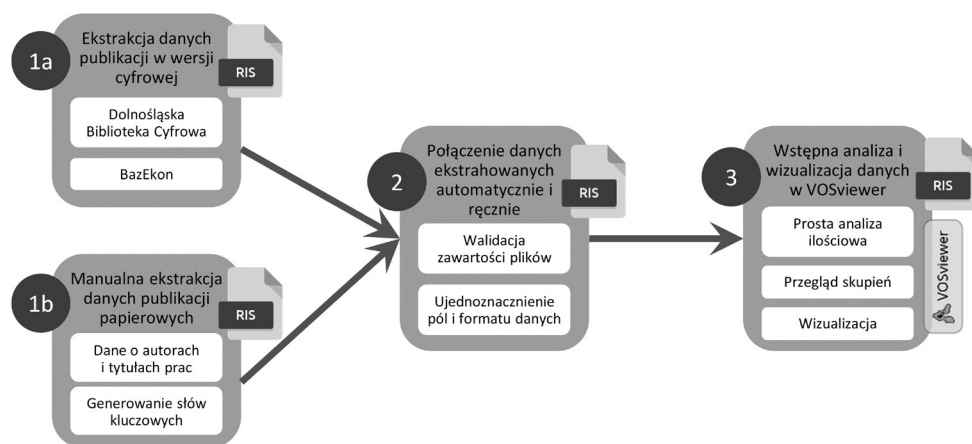 1a
Ekstrakcja danych
publikacji w wersji
cyfrowej
RIS
Dolnośląska
Biblioteka Cyfrowa
BazEkon
1b
Manualna ekstrakcja
danych publikacji
papierowych
RIS
Dane o autorach
i tytułach prac
Generowanie słów
kluczowych
2
Połączenie danych
ekstrahowanych
automatycznie i
ręcznie
RIS
Walidacja
zawartości plików
Ujednoznacznienie
pól i formatu danych
3
Wstępna analiza i
wizualizacja danych
w VOSviewer
RIS
Prosta analiza
ilościowa
Przegląd skupień
Wizualizacja
VOSviewer